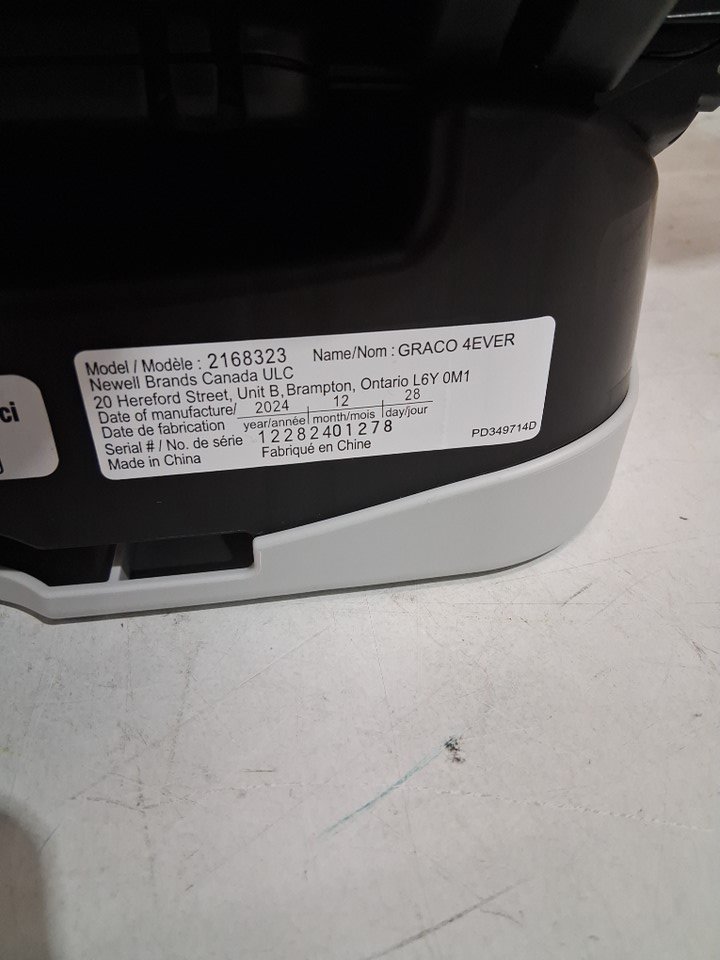 Model / Modèle : 2168323 Name/Nom : GRACO 4EVER
Newell Brands Canada ULC
20 Hereford Street, Unit B, Brampton, Ontario L6Y 0M1
Date of manufacture/ 2024 12 28
Date de fabrication year/année month/mois day/jour
Serial # / No. de série 12282401278
Made in China Fabriqué en Chine PD349714D
ci